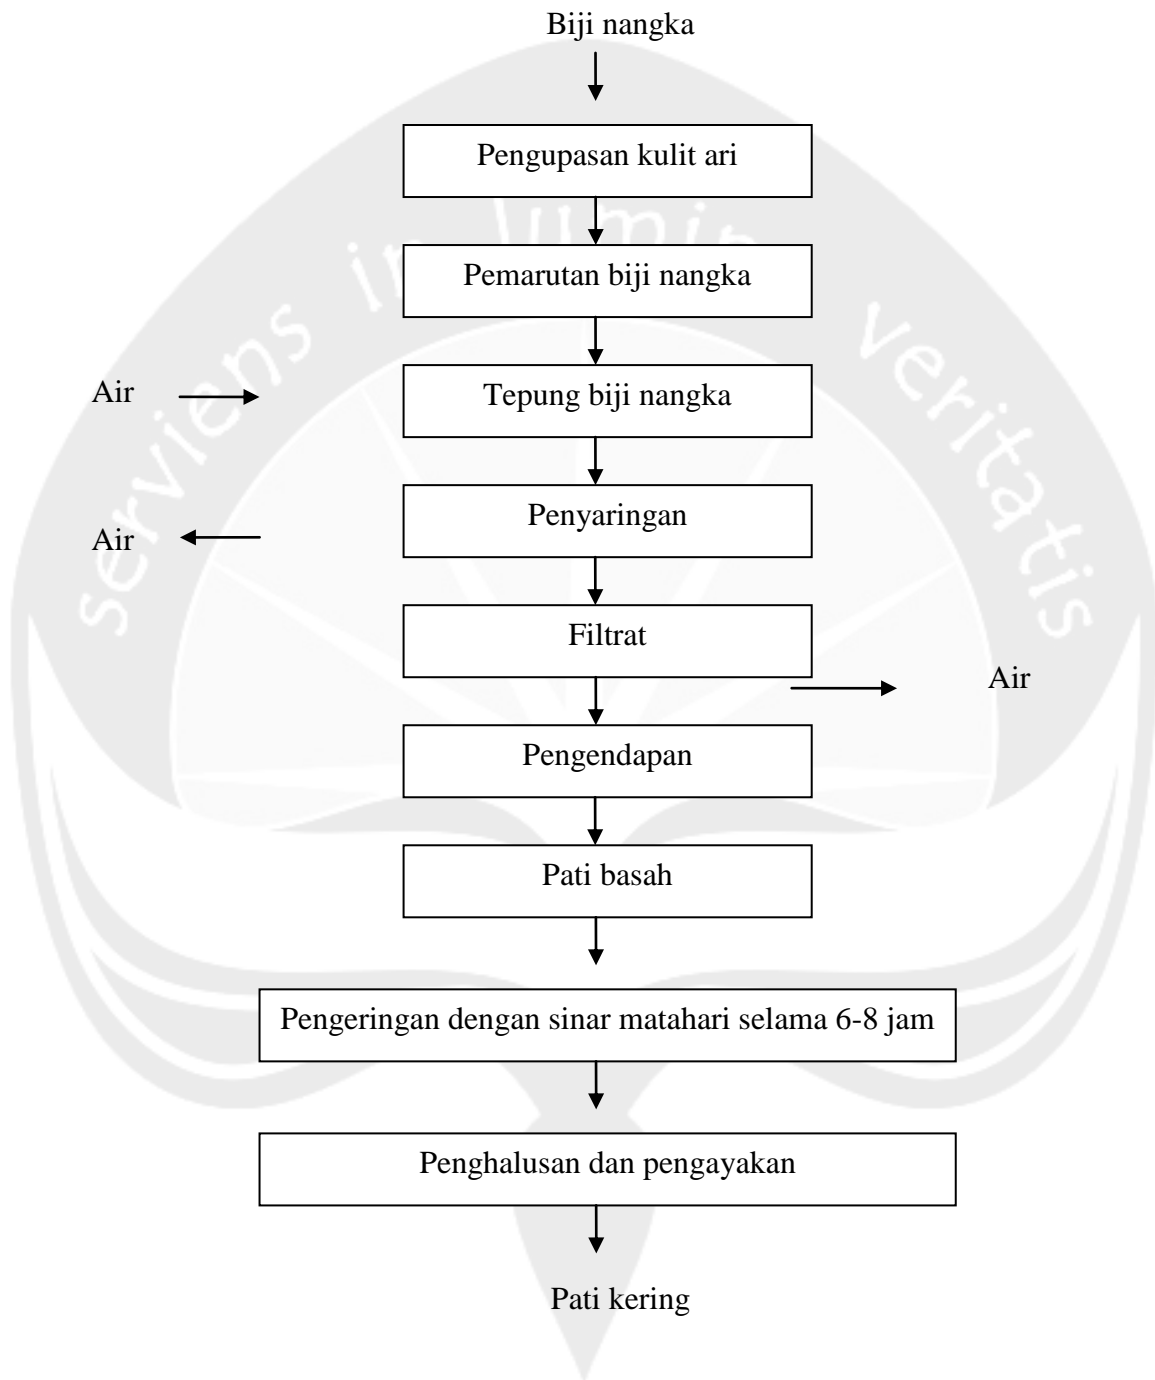 Biji nangka
Pengupasan kulit ari
Pemarutan biji nangka
Air
Tepung biji nangka
Penyaringan
Air
Filtrat
Air
Pengendapan
Pati basah
Pengeringan dengan sinar matahari selama 6-8 jam
Penghalusan dan pengayakan
Pati kering
serviens in lumine veritatis